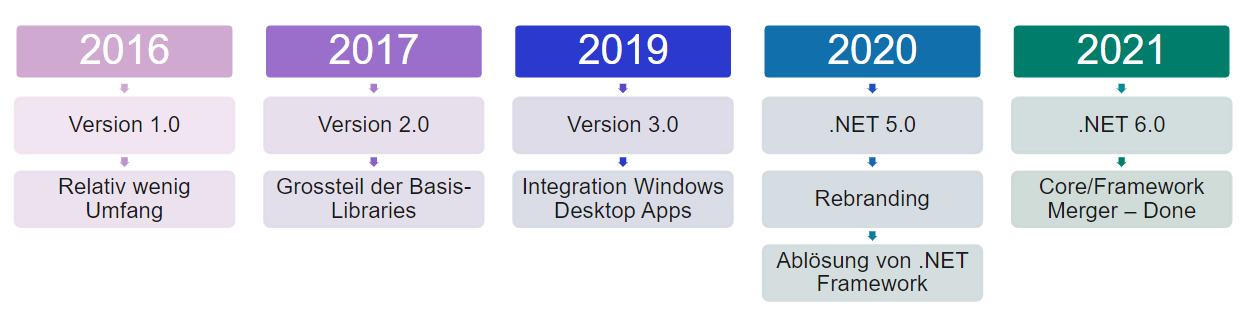 2016
Version 1.0
Relativ wenig
Umfang
2017
Version 2.0
Grossteil der Basis-
Libraries
2019
Version 3.0
Integration Windows
Desktop Apps
2020
.NET 5.0
Rebranding
Ablösung von .NET
Framework
2021
.NET 6.0
Core/Framework
Merger – Done